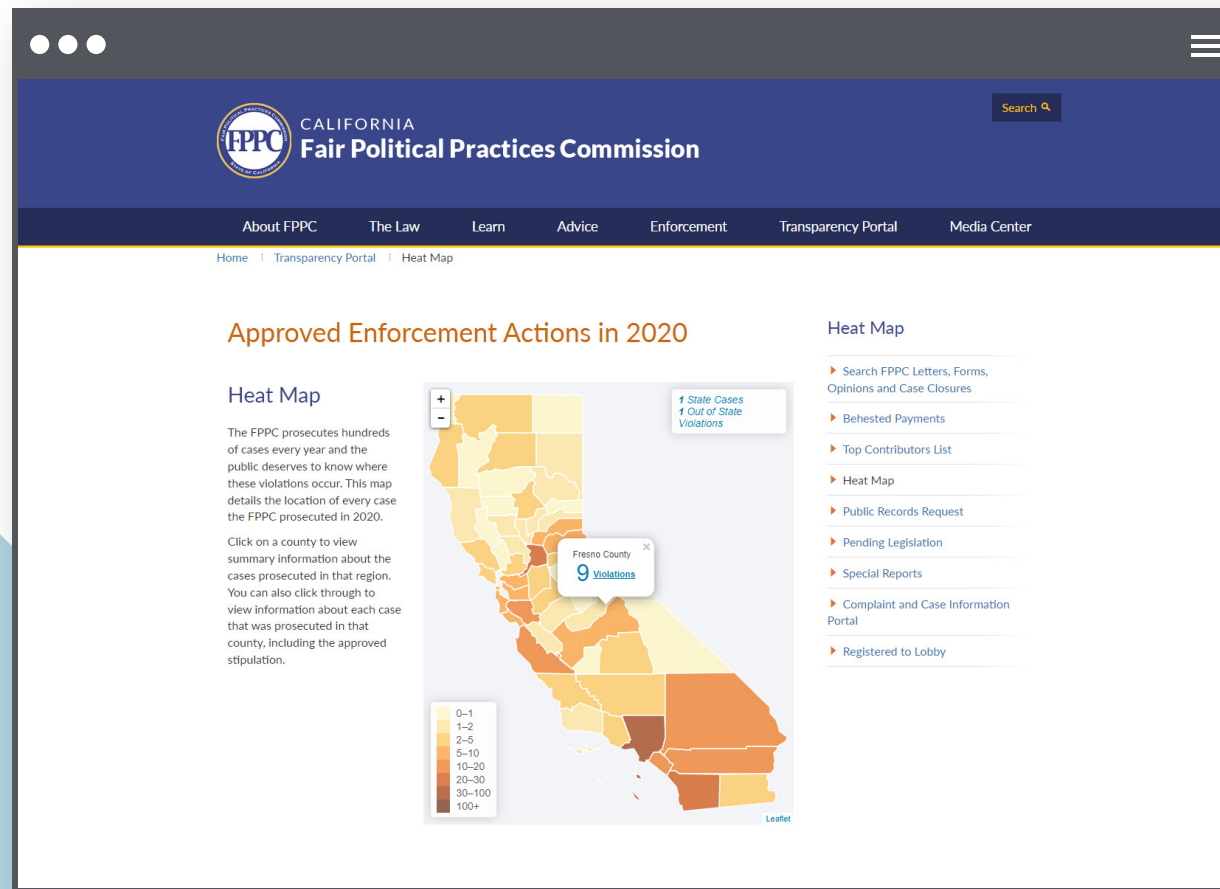 Search
FPPC
FAIR POLITICAL PRACTICES COMMISSION
STATE OF CALIFORNIA
CALIFORNIA
Fair Political Practices Commission
About FPPC The Law Learn Advice Enforcement Transparency Portal Media Center
Home Transparency Portal Heat Map
Approved Enforcement Actions in 2020
Heat Map
The FPPC prosecutes hundreds
of cases every year and the
public deserves to know where
these violations occur. This map
details the location of every case
the FPPC prosecuted in 2020.
Click on a county to view
summary information about the
cases prosecuted in that region.
You can also click through to
view information about each case
that was prosecuted in that
county, including the approved
stipulation.
+
−
1 State Cases
1 Out of State
Violations
Fresno County
×
9 Violations
0–1
1–2
2–5
5–10
10–20
20–30
30–100
100+
Leaflet
Heat Map
Search FPPC Letters, Forms,
Opinions and Case Closures
Behested Payments
Top Contributors List
Heat Map
Public Records Request
Pending Legislation
Special Reports
Complaint and Case Information
Portal
Registered to Lobby